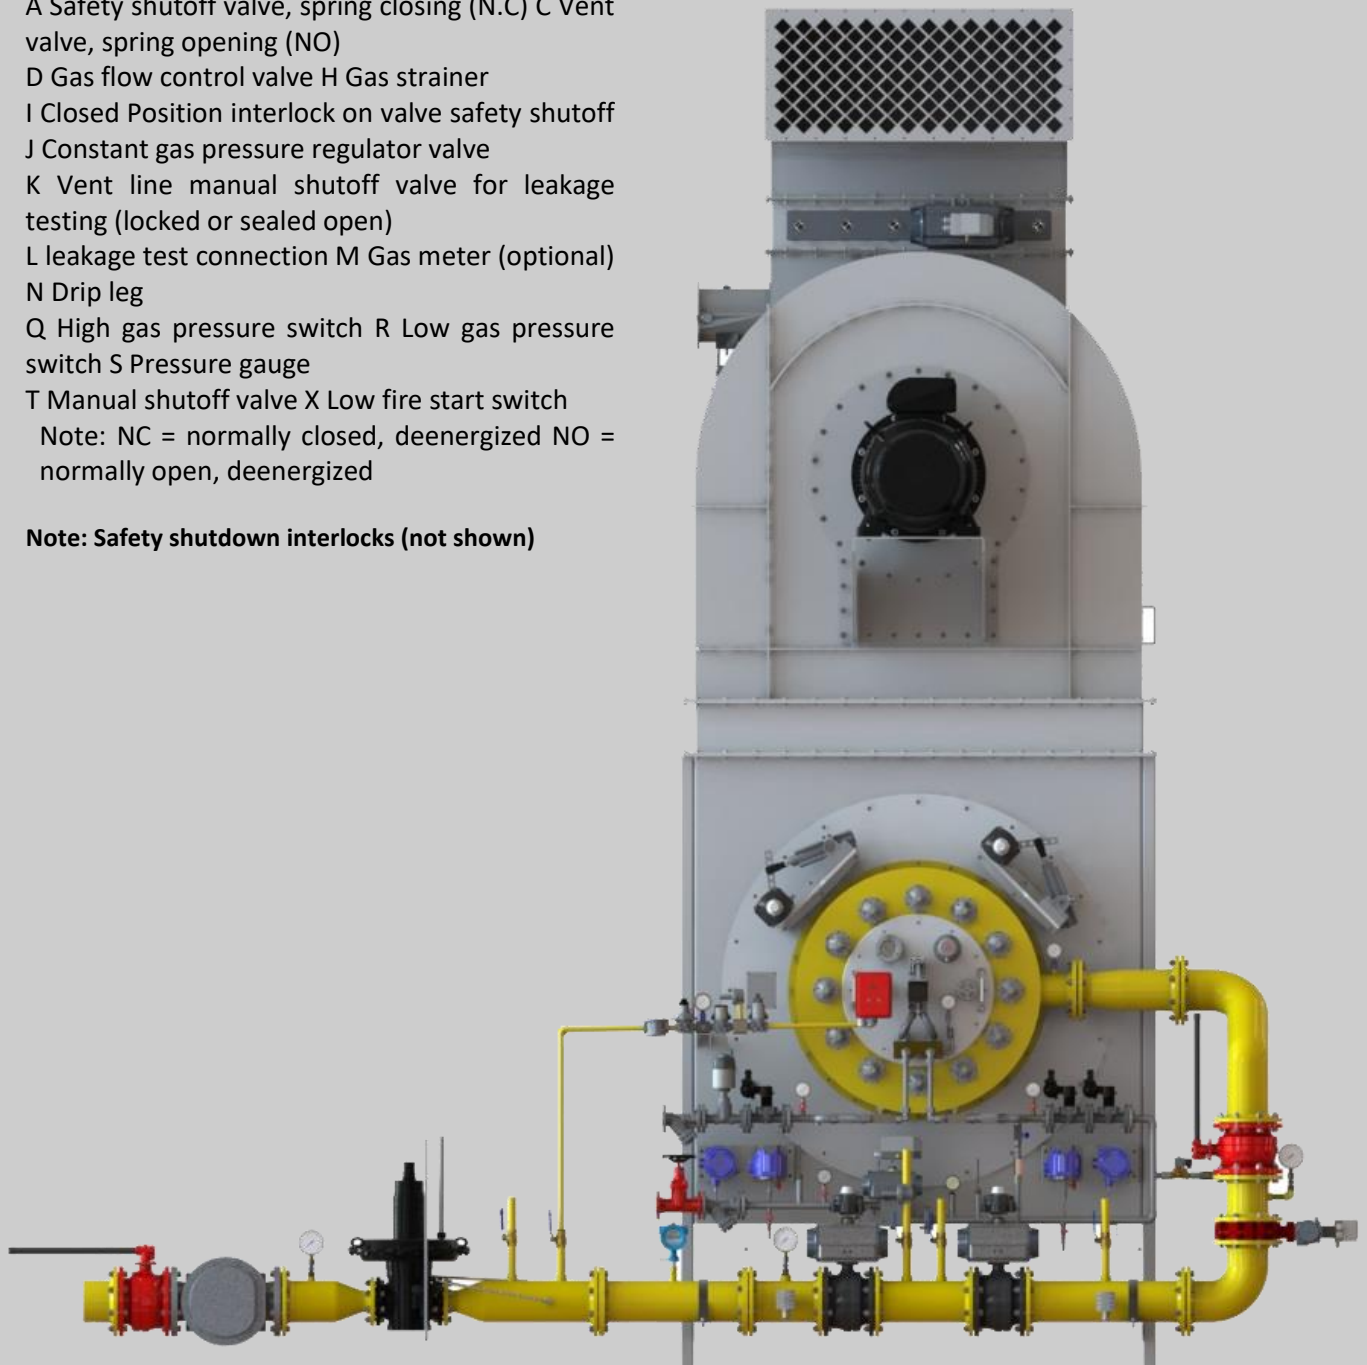 A Safety shutoff valve, spring closing (N.C) C Vent
valve, spring opening (NO)
D Gas flow control valve H Gas strainer
I Closed Position interlock on valve safety shutoff
J Constant gas pressure regulator valve
K Vent line manual shutoff valve for leakage
testing (locked or sealed open)
L leakage test connection M Gas meter (optional)
N Drip leg
Q High gas pressure switch R Low gas pressure
switch S Pressure gauge
T Manual shutoff valve X Low fire start switch
Note: NC = normally closed, deenergized NO =
normally open, deenergized
Note: Safety shutdown interlocks (not shown)